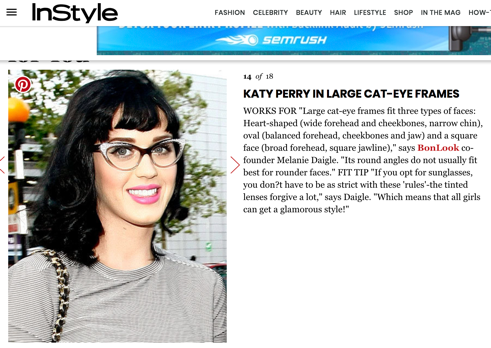 InStyle
FASHION CELEBRITY BEAUTY HAIR LIFESTYLE SHOP IN THE MAG HOW-
SEMRUSH
14 of 18
KATY PERRY IN LARGE CAT-EYE FRAMES
WORKS FOR "Large cat-eye frames fit three types of faces:
Heart-shaped (wide forehead and cheekbones, narrow chin),
oval (balanced forehead, cheekbones and jaw) and a square
face (broad forehead, square jawline)," says BonLook co-
founder Melanie Daigle. "Its round angles do not usually fit
best for rounder faces." FIT TIP "If you opt for sunglasses,
you don?t have to be as strict with these 'rules'-the tinted
lenses forgive a lot," says Daigle. "Which means that all girls
can get a glamorous style!"